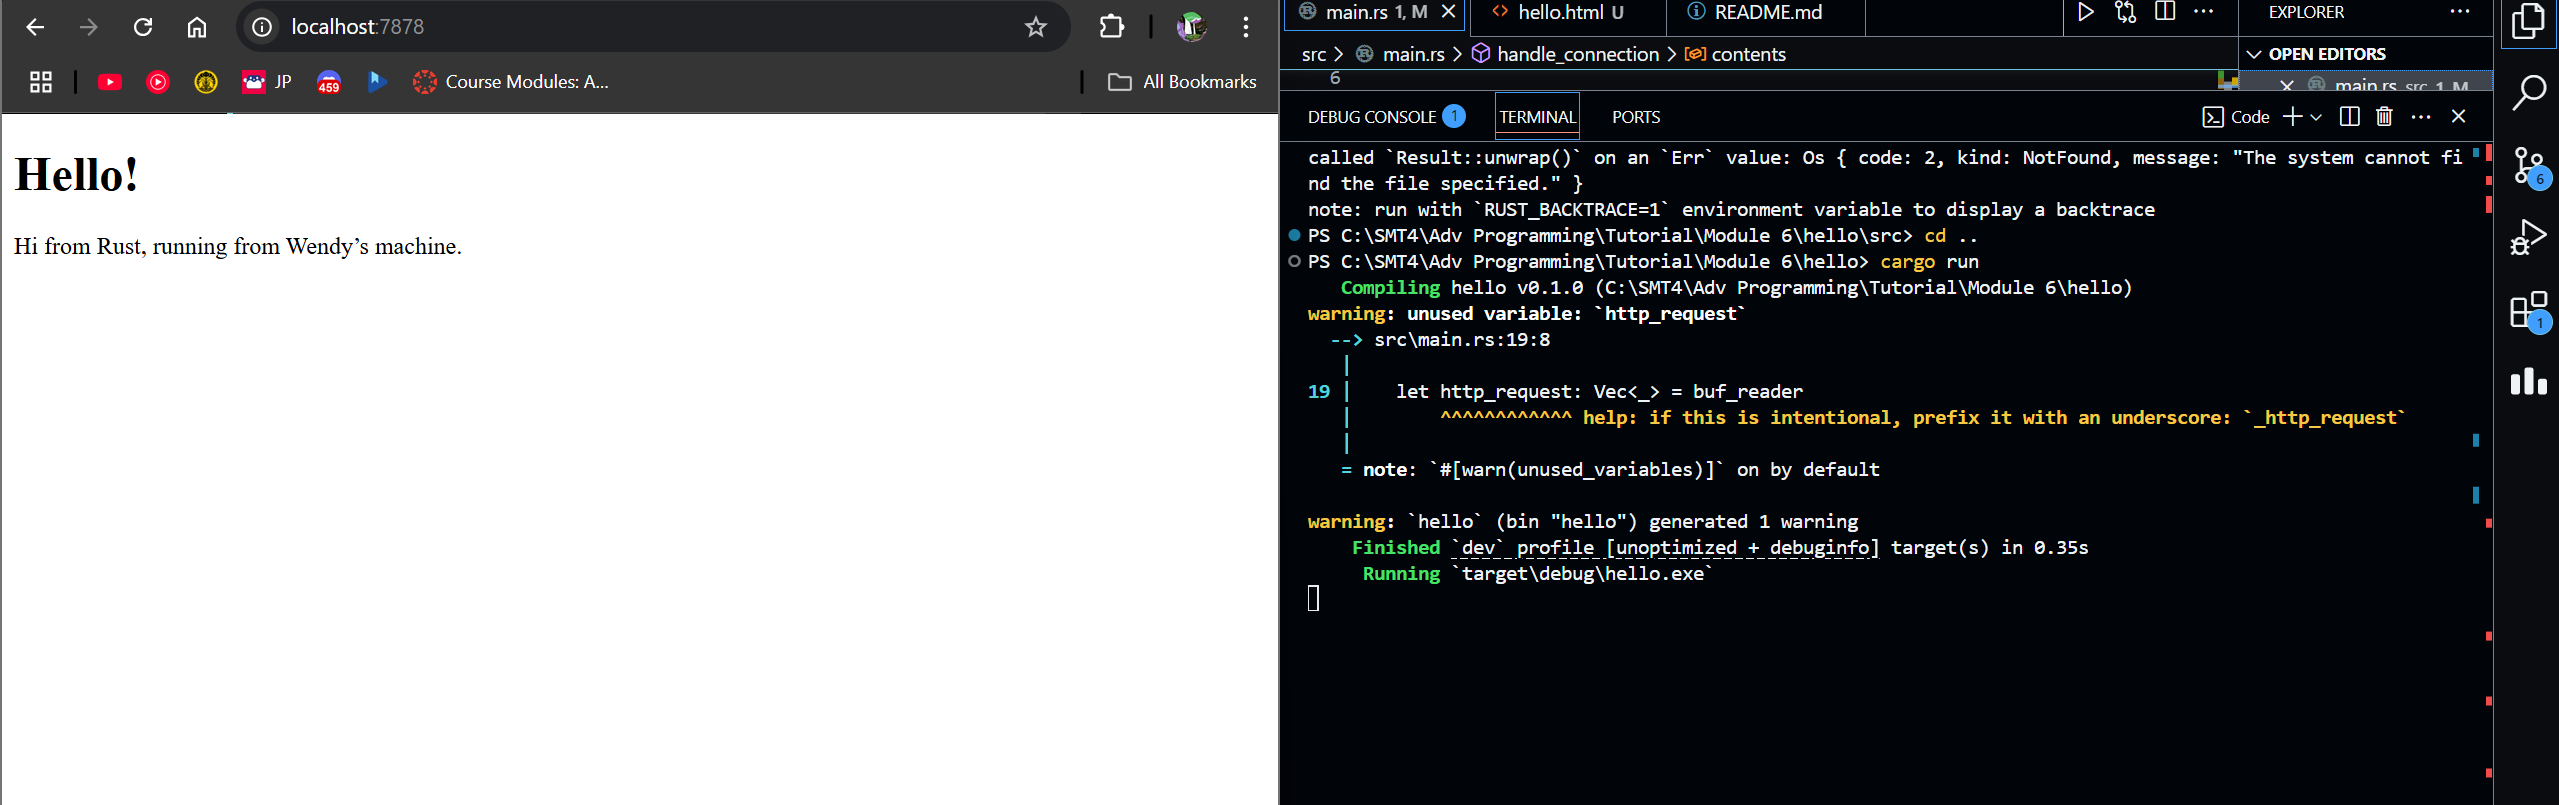 localhost:7878
459
JP
Course Modules: A...
All Bookmarks
Hello!
Hi from Rust, running from Wendy’s machine.
main.rs 1, M
hello.html U
README.md
EXPLORER
src > main.rs > handle_connection > contents
OPEN EDITORS
6
main.rs src 1, M
DEBUG CONSOLE 1
TERMINAL
PORTS
Code
called `Result::unwrap()` on an `Err` value: Os { code: 2, kind: NotFound, message: "The system cannot fi
nd the file specified." }
note: run with `RUST_BACKTRACE=1` environment variable to display a backtrace
PS C:\SMT4\Adv Programming\Tutorial\Module 6\hello\src> cd ..
PS C:\SMT4\Adv Programming\Tutorial\Module 6\hello> cargo run
Compiling hello v0.1.0 (C:\SMT4\Adv Programming\Tutorial\Module 6\hello)
warning: unused variable: `http_request`
--> src\main.rs:19:8
|
19 |    let http_request: Vec<_> = buf_reader
|        ^^^^^^^^^^^^ help: if this is intentional, prefix it with an underscore: `_http_request`
|
= note: `#[warn(unused_variables)]` on by default
warning: `hello` (bin "hello") generated 1 warning
Finished `dev` profile [unoptimized + debuginfo] target(s) in 0.35s
Running `target\debug\hello.exe`
6
1